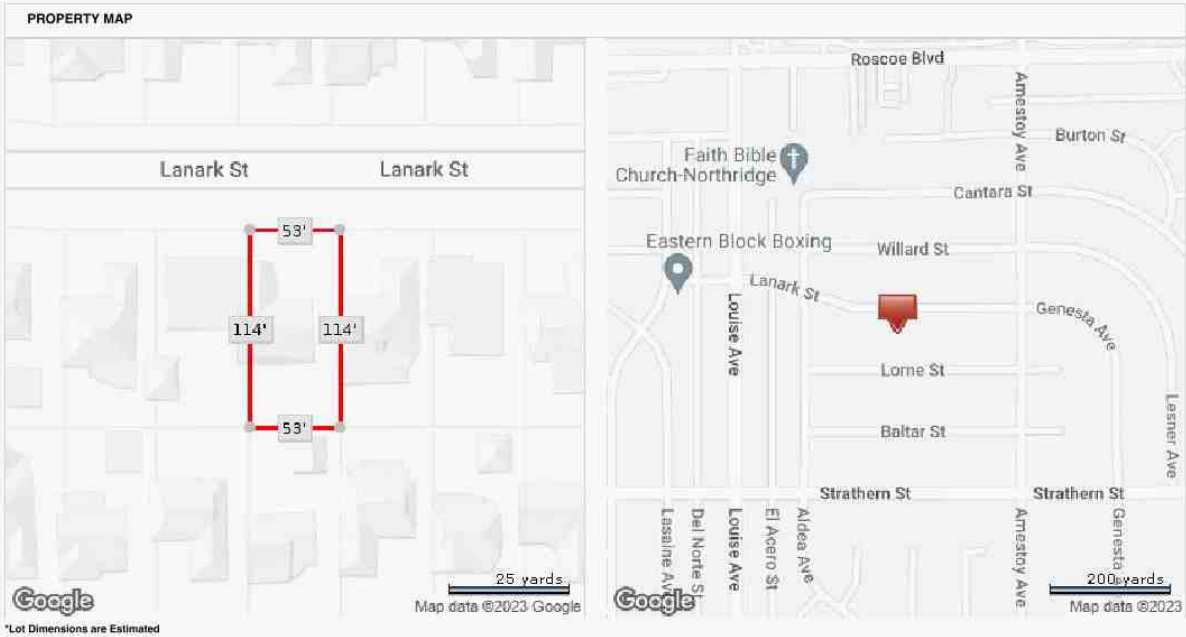 PROPERTY MAP
Lanark St
Lanark St
53'
114'
114'
53'
25 yards
Google
Map data ©2023 Google
Roscoe Blvd
Amestoy Ave
Burton St
Faith Bible
Church-Northridge
Cantara St
Eastern Block Boxing
Willard St
Lanark St
Louise Ave
Genesta Ave
Lorne St
Lesner Ave
Baltar St
Strathern St
Strathern St
Lasaine Av
Del Norte St
Louise Ave
El Acero St
Aldea Ave
Amestoy Ave
Genesta
200 yards
Google
Map data ©2023
*Lot Dimensions are Estimated